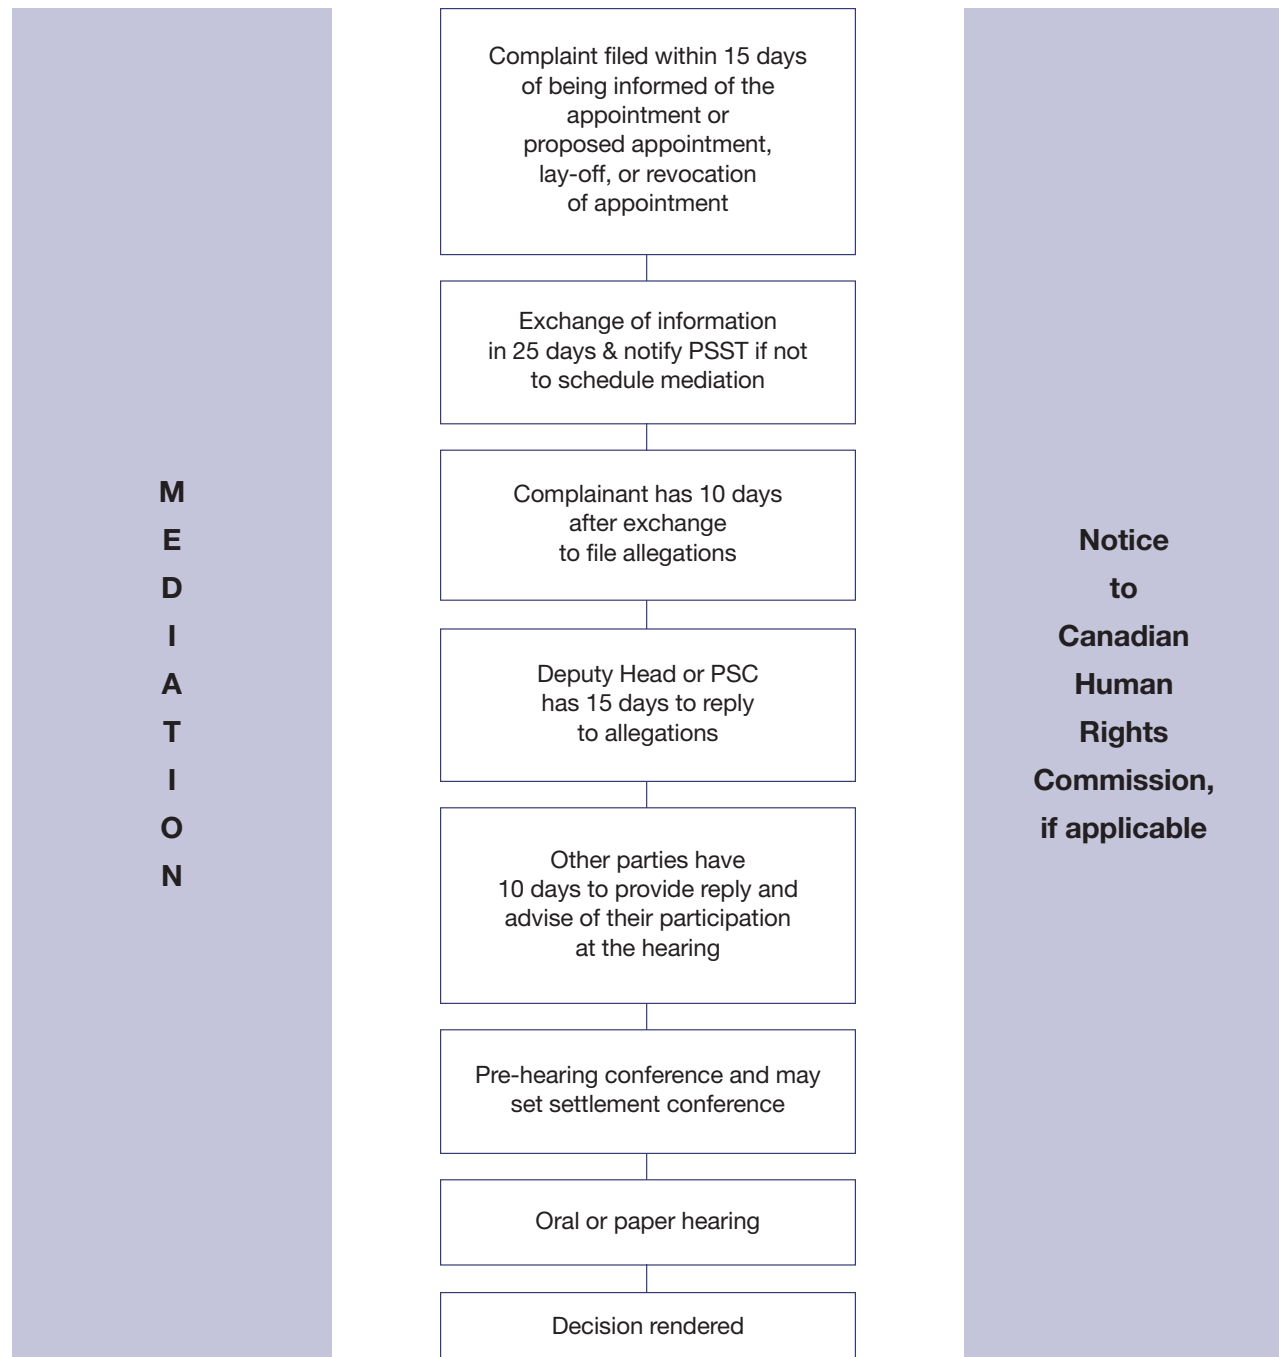 M
E
D
I
A
T
I
O
N
Complaint filed within 15 days
of being informed of the
appointment or
proposed appointment,
lay-off, or revocation
of appointment
Exchange of information
in 25 days & notify PSST if not
to schedule mediation
Complainant has 10 days
after exchange
to file allegations
Deputy Head or PSC
has 15 days to reply
to allegations
Other parties have
10 days to provide reply and
advise of their participation
at the hearing
Pre-hearing conference and may
set settlement conference
Oral or paper hearing
Decision rendered
Notice
to
Canadian
Human
Rights
Commission,
if applicable